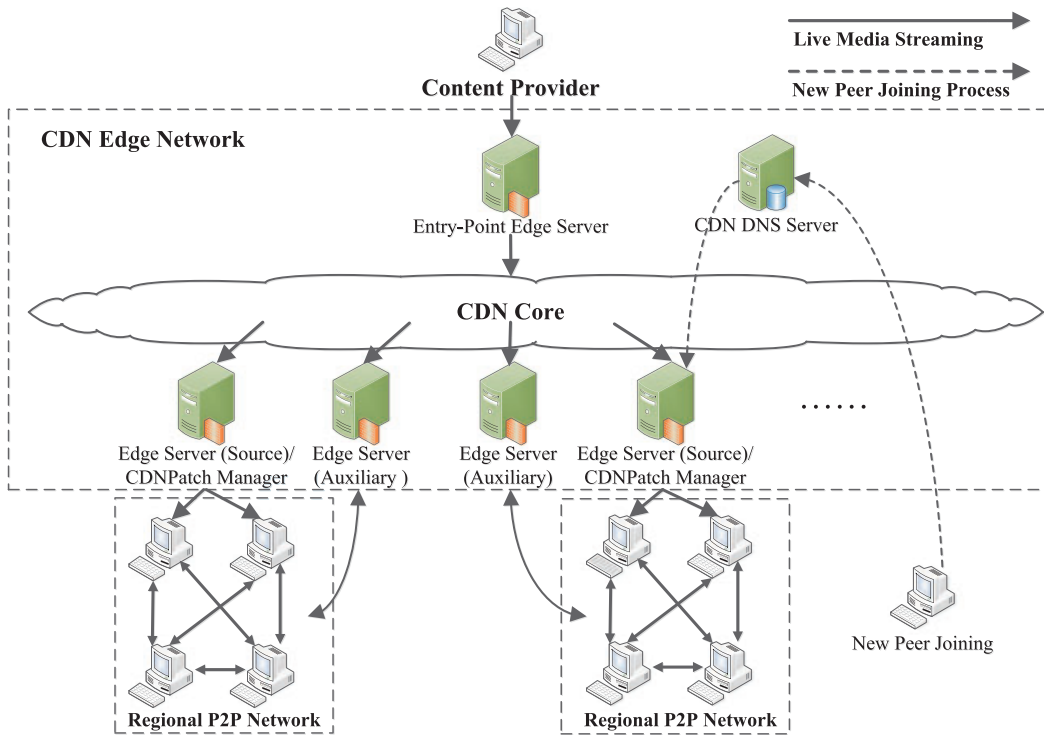 Live Media Streaming
New Peer Joining Process
Content Provider
CDN Edge Network
Entry-Point Edge Server
CDN DNS Server
CDN Core
Edge Server (Source)/
CDNPatch Manager
Edge Server
(Auxiliary )
Edge Server
(Auxiliary)
Edge Server (Source)/
CDNPatch Manager
......
New Peer Joining
Regional P2P Network
Regional P2P Network